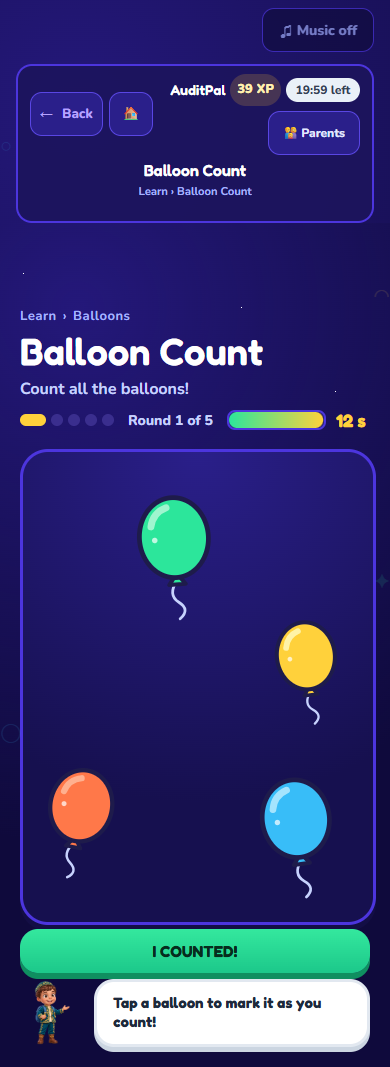 ♫ Music off
AuditPal 39 XP 19:59 left
← Back
Parents
Balloon Count
Learn › Balloon Count
Learn › Balloons
Balloon Count
Count all the balloons!
Round 1 of 5 12 s
I COUNTED!
Tap a balloon to mark it as you
count!